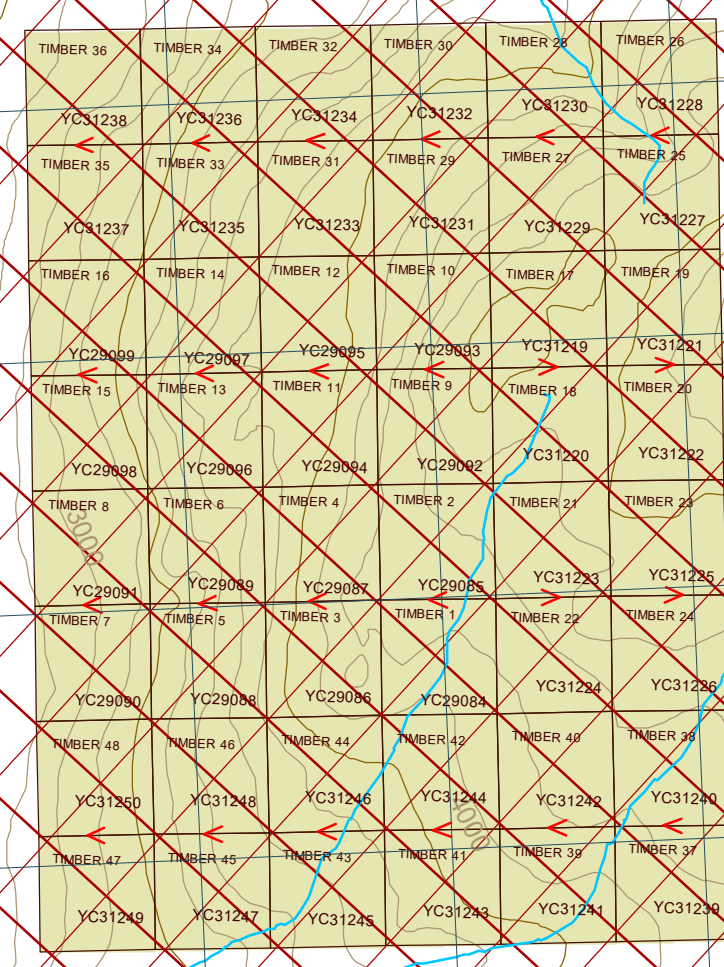 TIMBER 36 TIMBER 34 TIMBER 32 TIMBER 30 TIMBER 28 TIMBER 26
YC31238 YC31236 YC31234 YC31232 YC31230 YC31228
TIMBER 35 TIMBER 33 TIMBER 31 TIMBER 29 TIMBER 27 TIMBER 25
YC31237 YC31235 YC31233 YC31231 YC31229 YC31227
TIMBER 16 TIMBER 14 TIMBER 12 TIMBER 10 TIMBER 17 TIMBER 19
YC29099 YC29097 YC29095 YC29093 YC31219 YC31221
TIMBER 15 TIMBER 13 TIMBER 11 TIMBER 9 TIMBER 18 TIMBER 20
YC29098 YC29096 YC29094 YC29092 YC31220 YC31222
TIMBER 8 TIMBER 6 TIMBER 4 TIMBER 2 TIMBER 21 TIMBER 23
3000
YC29091 YC29089 YC29087 YC29085 YC31223 YC31225
TIMBER 7 TIMBER 5 TIMBER 3 TIMBER 1 TIMBER 22 TIMBER 24
YC29090 YC29088 YC29086 YC29084 YC31224 YC31226
TIMBER 48 TIMBER 46 TIMBER 44 TIMBER 42 TIMBER 40 TIMBER 38
YC31250 YC31248 YC31246 YC31244 YC31242 YC31240
4000
TIMBER 47 TIMBER 45 TIMBER 43 TIMBER 41 TIMBER 39 TIMBER 37
YC31249 YC31247 YC31245 YC31243 YC31241 YC31239